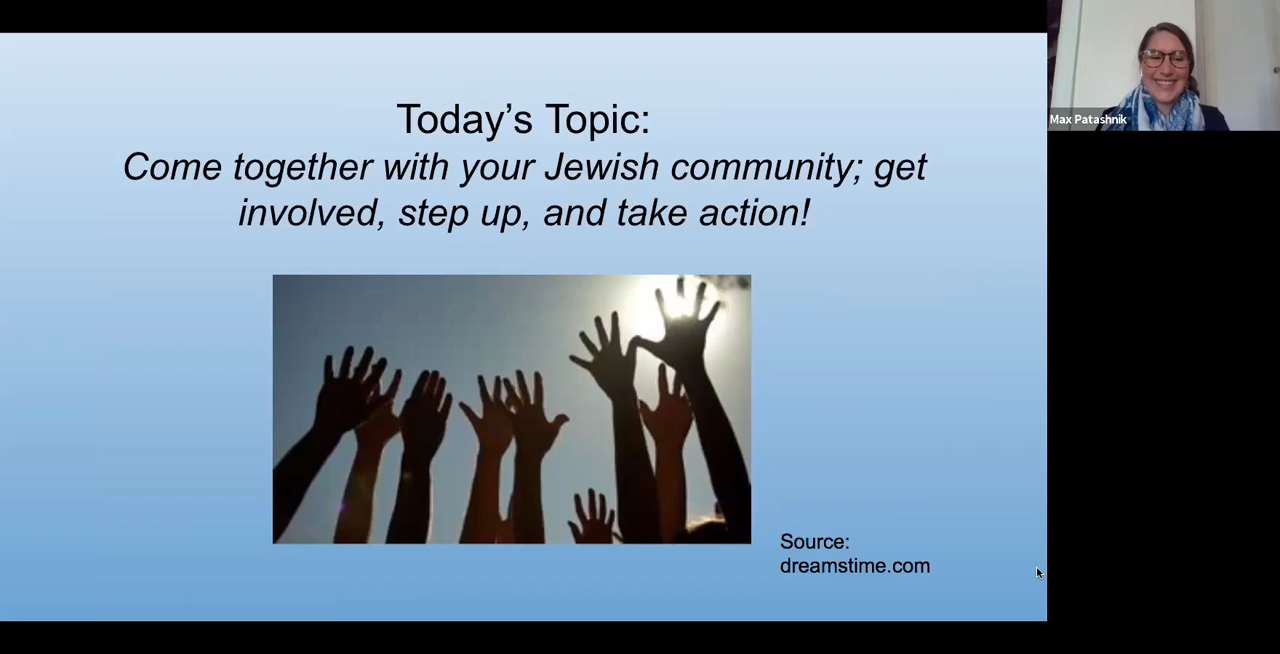 Today’s Topic:
Come together with your Jewish community; get
involved, step up, and take action!
Max Patashnik
Source:
dreamstime.com